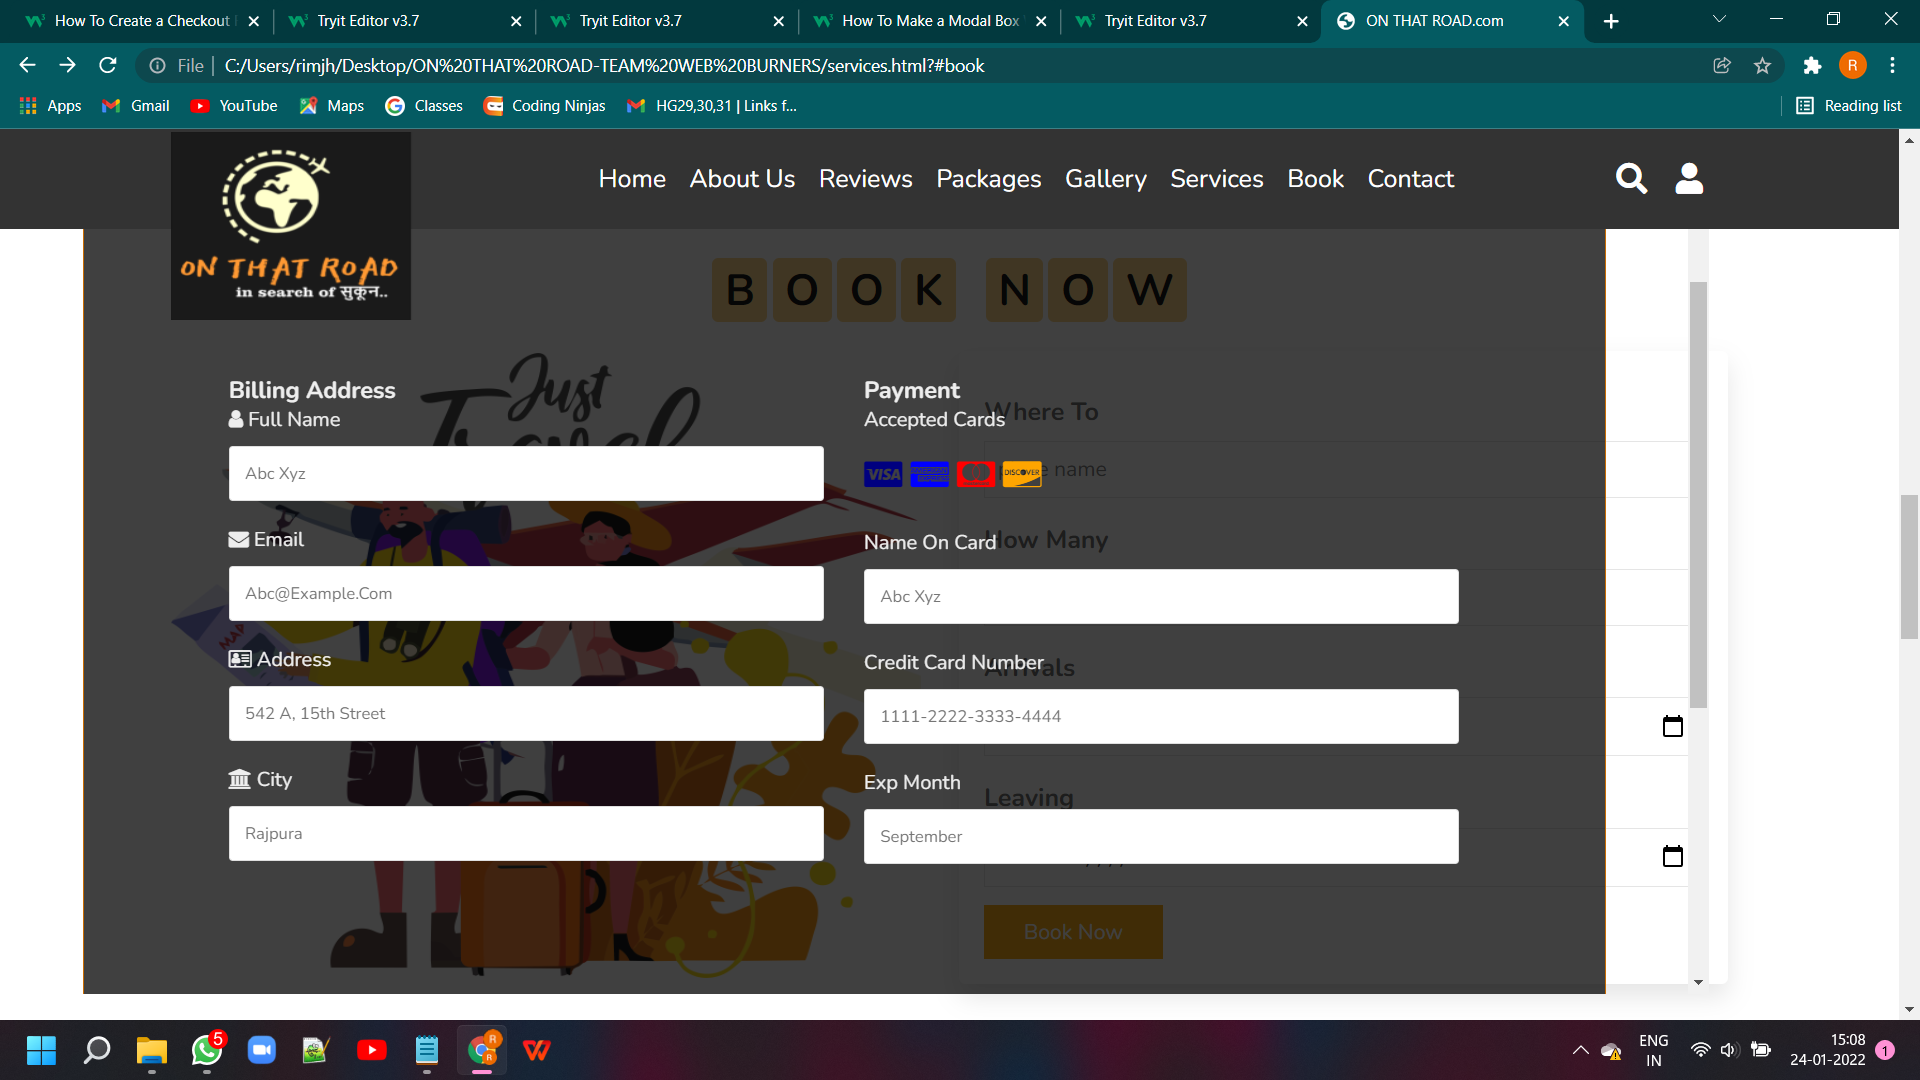 How To Create a Checkout
Tryit Editor v3.7
Tryit Editor v3.7
How To Make a Modal Box
Tryit Editor v3.7
ON THAT ROAD.com
File
C:/Users/rimjh/Desktop/ON%20THAT%20ROAD-TEAM%20WEB%20BURNERS/services.html?#book
R
Apps
Gmail
YouTube
Maps
Classes
Coding Ninjas
HG29,30,31 | Links f...
Reading list
ON THAT ROAD
in search of सुकून..
Home About Us Reviews Packages Gallery Services Book Contact
BOOK NOW
Just
Travel
MAP
Billing Address
Full Name
Abc Xyz
Email
Abc@Example.Com
Address
542 A, 15th Street
City
Rajpura
Payment
Accepted Cards
VISA
DISCOVER
Name On Card
Abc Xyz
Credit Card Number
1111-2222-3333-4444
Exp Month
September
Where To
name
How Many
Arrivals
Leaving
Book Now
5
R
R
ENG
IN
15:08
24-01-2022
1